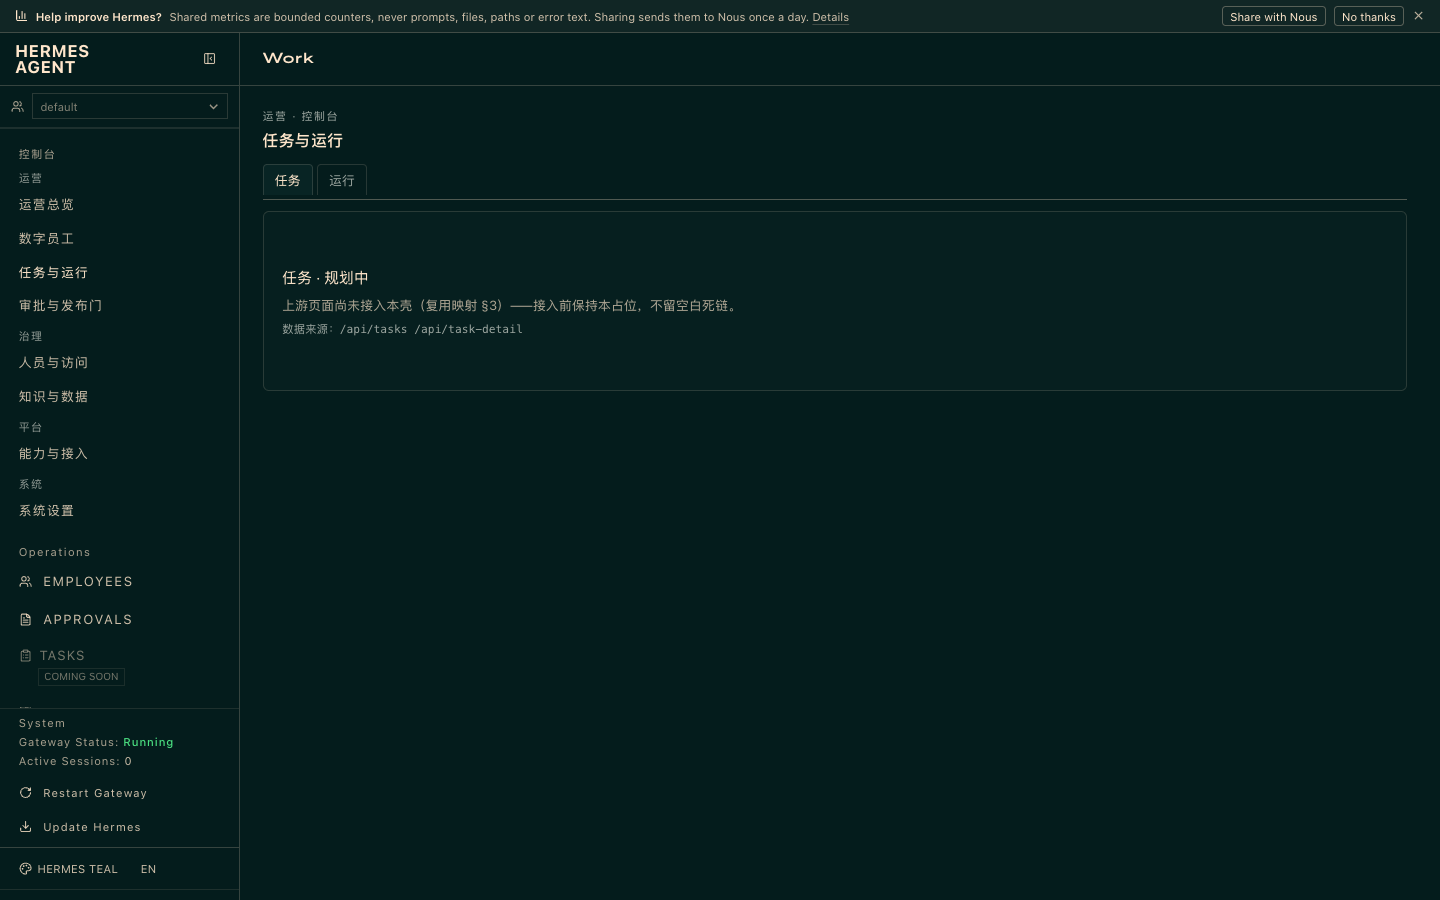 Help improve Hermes? Shared metrics are bounded counters, never prompts, files, paths or error text. Sharing sends them to Nous once a day. Details
Share with Nous
No thanks
HERMES
AGENT
default
控制台
运营
运营总览
数字员工
任务与运行
审批与发布门
治理
人员与访问
知识与数据
平台
能力与接入
系统
系统设置
Operations
EMPLOYEES
APPROVALS
TASKS
COMING SOON
System
Gateway Status: Running
Active Sessions: 0
Restart Gateway
Update Hermes
HERMES TEAL
EN
Work
运营 · 控制台
任务与运行
任务
运行
任务 · 规划中
上游页面尚未接入本壳（复用映射 §3）——接入前保持本占位，不留空白死链。
数据来源：/api/tasks /api/task-detail